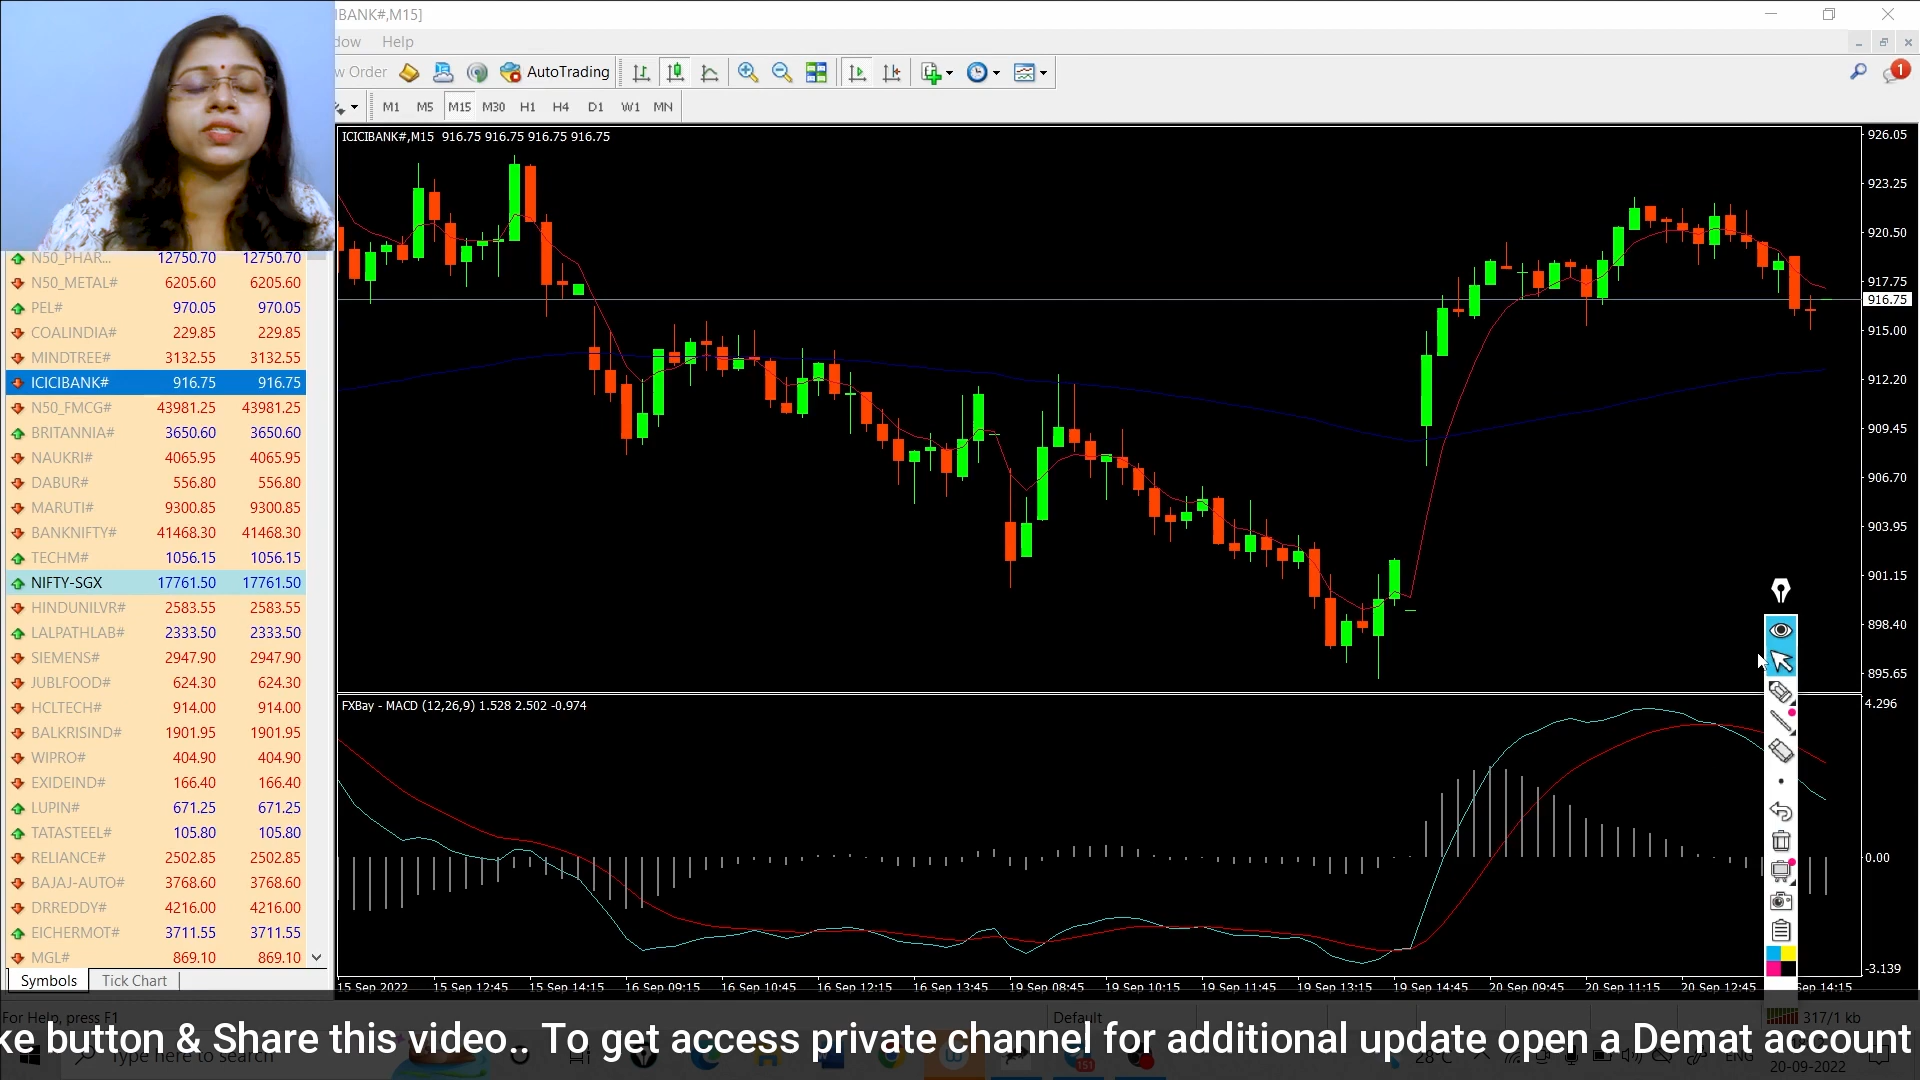 IBANK#,M15]
dow Help
w Order AutoTrading
M1 M5 M15 M30 H1 H4 D1 W1 MN
1
ICICIBANK#,M15 916.75 916.75 916.75 916.75
926.05
923.25
920.50
917.75
916.75
915.00
912.20
909.45
906.70
903.95
901.15
898.40
895.65
N50_PHAR... 12750.70 12750.70
N50_METAL# 6205.60 6205.60
PEL# 970.05 970.05
COALINDIA# 229.85 229.85
MINDTREE# 3132.55 3132.55
ICICIBANK# 916.75 916.75
N50_FMCG# 43981.25 43981.25
BRITANNIA# 3650.60 3650.60
NAUKRI# 4065.95 4065.95
DABUR# 556.80 556.80
MARUTI# 9300.85 9300.85
BANKNIFTY# 41468.30 41468.30
TECHM# 1056.15 1056.15
NIFTY-SGX 17761.50 17761.50
HINDUNILVR# 2583.55 2583.55
LALPATHLAB# 2333.50 2333.50
SIEMENS# 2947.90 2947.90
JUBLFOOD# 624.30 624.30
HCLTECH# 914.00 914.00
BALKRISIND# 1901.95 1901.95
WIPRO# 404.90 404.90
EXIDEIND# 166.40 166.40
LUPIN# 671.25 671.25
TATASTEEL# 105.80 105.80
RELIANCE# 2502.85 2502.85
BAJAJ-AUTO# 3768.60 3768.60
DRREDDY# 4216.00 4216.00
EICHERMOT# 3711.55 3711.55
MGL# 869.10 869.10
Symbols Tick Chart
FXBay - MACD (12,26,9) 1.528 2.502 -0.974
4.296
0.00
-3.139
15 Sep 2022 15 Sep 12:45 15 Sep 14:15 16 Sep 09:15 16 Sep 10:45 16 Sep 12:15 16 Sep 13:45 19 Sep 08:45 19 Sep 10:15 19 Sep 11:45 19 Sep 13:15 19 Sep 14:45 20 Sep 09:45 20 Sep 11:15 20 Sep 12:45 Sep 14:15
For Help, press F1 Default 317/1 kb
ke button & Share this video. To get access private channel for additional update open a Demat account
Type here to search 151 28°C ENG
20-09-2022